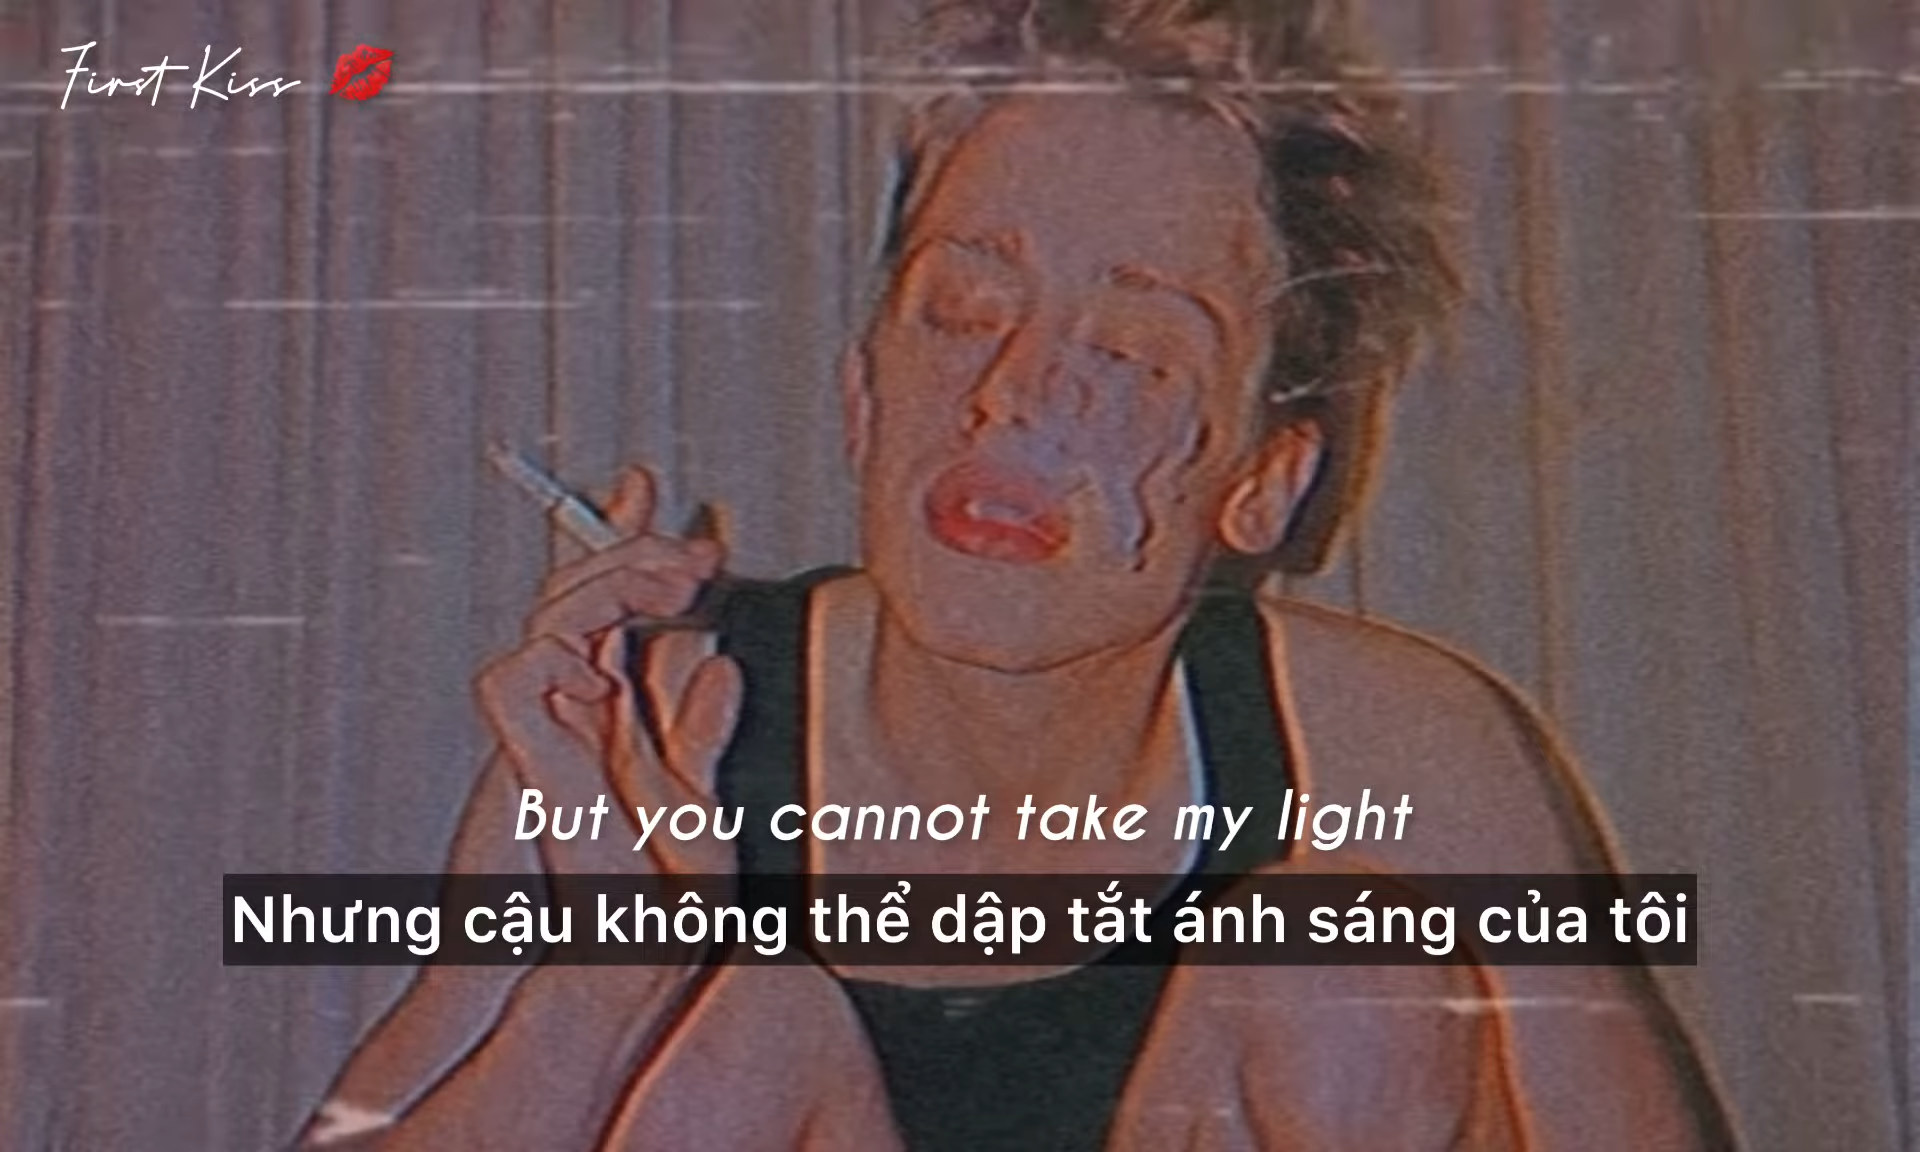 First Kiss
But you cannot take my light
Nhưng cậu không thể dập tắt ánh sáng của tôi